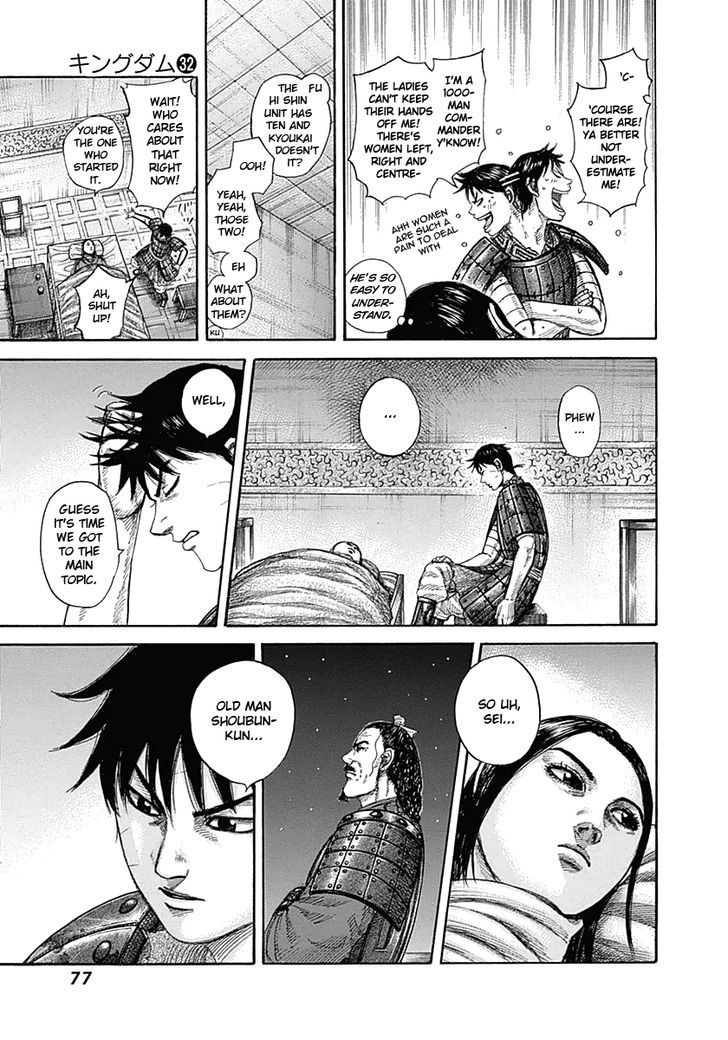 キングダム32
'C-
'COURSE
THERE ARE!
YA BETTER
NOT
UNDER-
ESTIMATE
ME!
I'M A
1000-
MAN
COM-
MANDER
Y'KNOW!
THE LADIES
CAN'T KEEP
THEIR HANDS
OFF ME!
THERE'S
WOMEN LEFT,
RIGHT AND
CENTRE-
AHH WOMEN
ARE SUCH A
PAIN TO DEAL
WITH
HE'S SO
EASY TO
UNDER-
STAND.
THE FU
HI SHIN
UNIT HAS
TEN AND
KYOUKAI
DOESN'T
IT?
OOH!
YEAH,
YEAH,
THOSE
TWO!
EH
WHAT
ABOUT
THEM?
KU
WAIT!
WHO
CARES
ABOUT
THAT
RIGHT
NOW!
YOU'RE
THE ONE
WHO
STARTED
IT.
AH,
SHUT
UP!
PHEW
...
...
WELL,
GUESS
IT'S TIME
WE GOT
TO THE
MAIN
TOPIC.
SO UH,
SEI...
OLD MAN
SHOUBUN-
KUN...
77